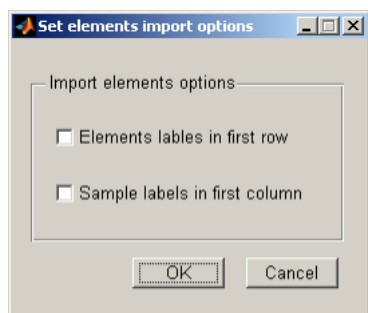 Set elements import options
Import elements options
Elements lables in first row
Sample labels in first column
OK
Cancel